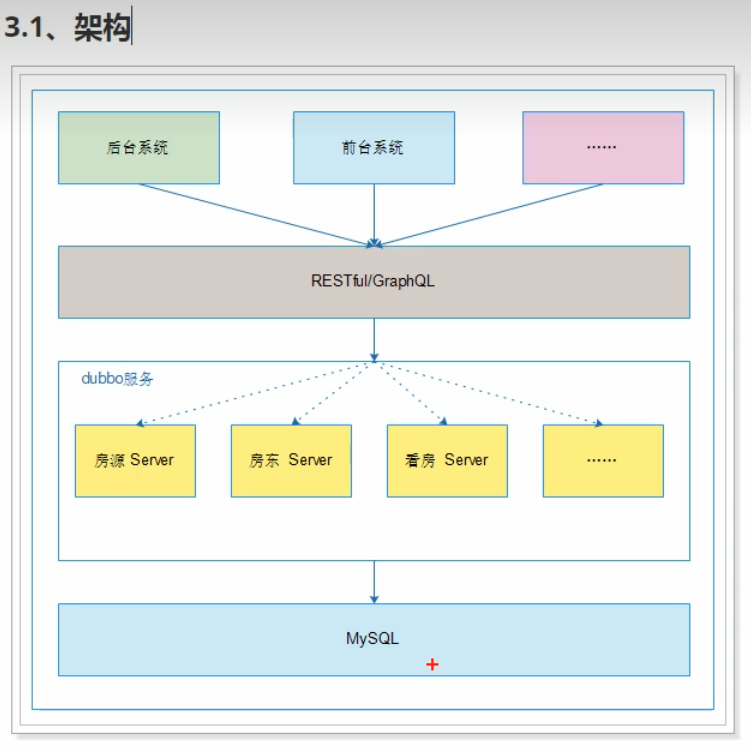 3.1、架构
后台系统
前台系统
……
RESTful/GraphQL
dubbo服务
房源 Server
房东 Server
看房 Server
……
MySQL